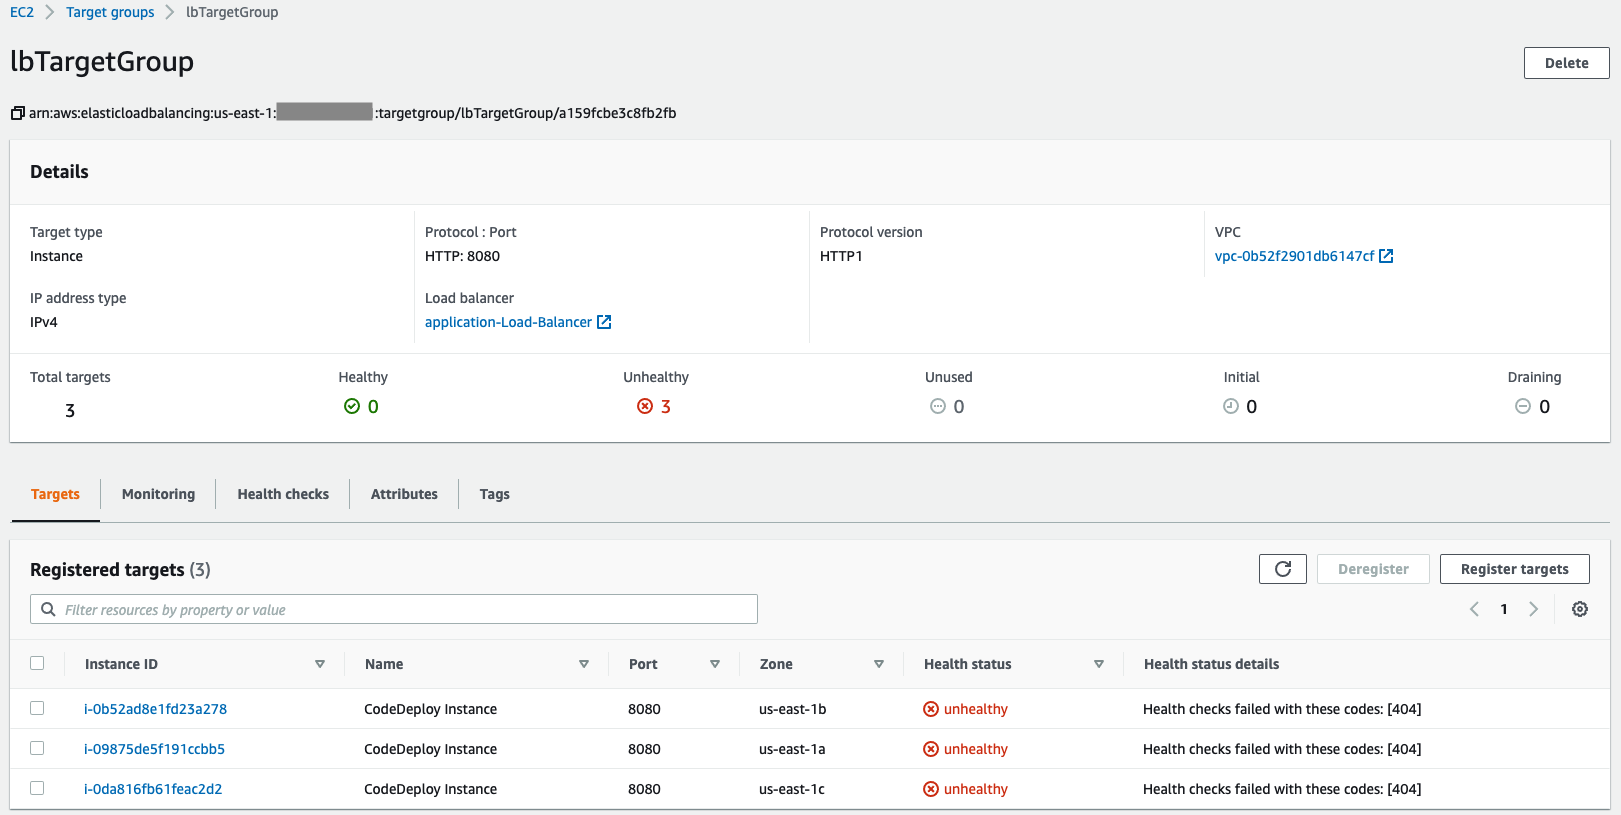 EC2 > Target groups > lbTargetGroup
lbTargetGroup
Delete
arn:aws:elasticloadbalancing:us-east-1: :targetgroup/lbTargetGroup/a159fcbe3c8fb2fb
Details
Target type Protocol : Port Protocol version VPC
Instance HTTP: 8080 HTTP1 vpc-0b52f2901db6147cf
IP address type Load balancer
IPv4 application-Load-Balancer
Total targets Healthy Unhealthy Unused Initial Draining
3 0 3 0 0 0
Targets Monitoring Health checks Attributes Tags
Registered targets (3) Deregister Register targets
Filter resources by property or value 1
Instance ID Name Port Zone Health status Health status details
i-0b52ad8e1fd23a278 CodeDeploy Instance 8080 us-east-1b unhealthy Health checks failed with these codes: [404]
i-09875de5f191ccbb5 CodeDeploy Instance 8080 us-east-1a unhealthy Health checks failed with these codes: [404]
i-0da816fb61feac2d2 CodeDeploy Instance 8080 us-east-1c unhealthy Health checks failed with these codes: [404]